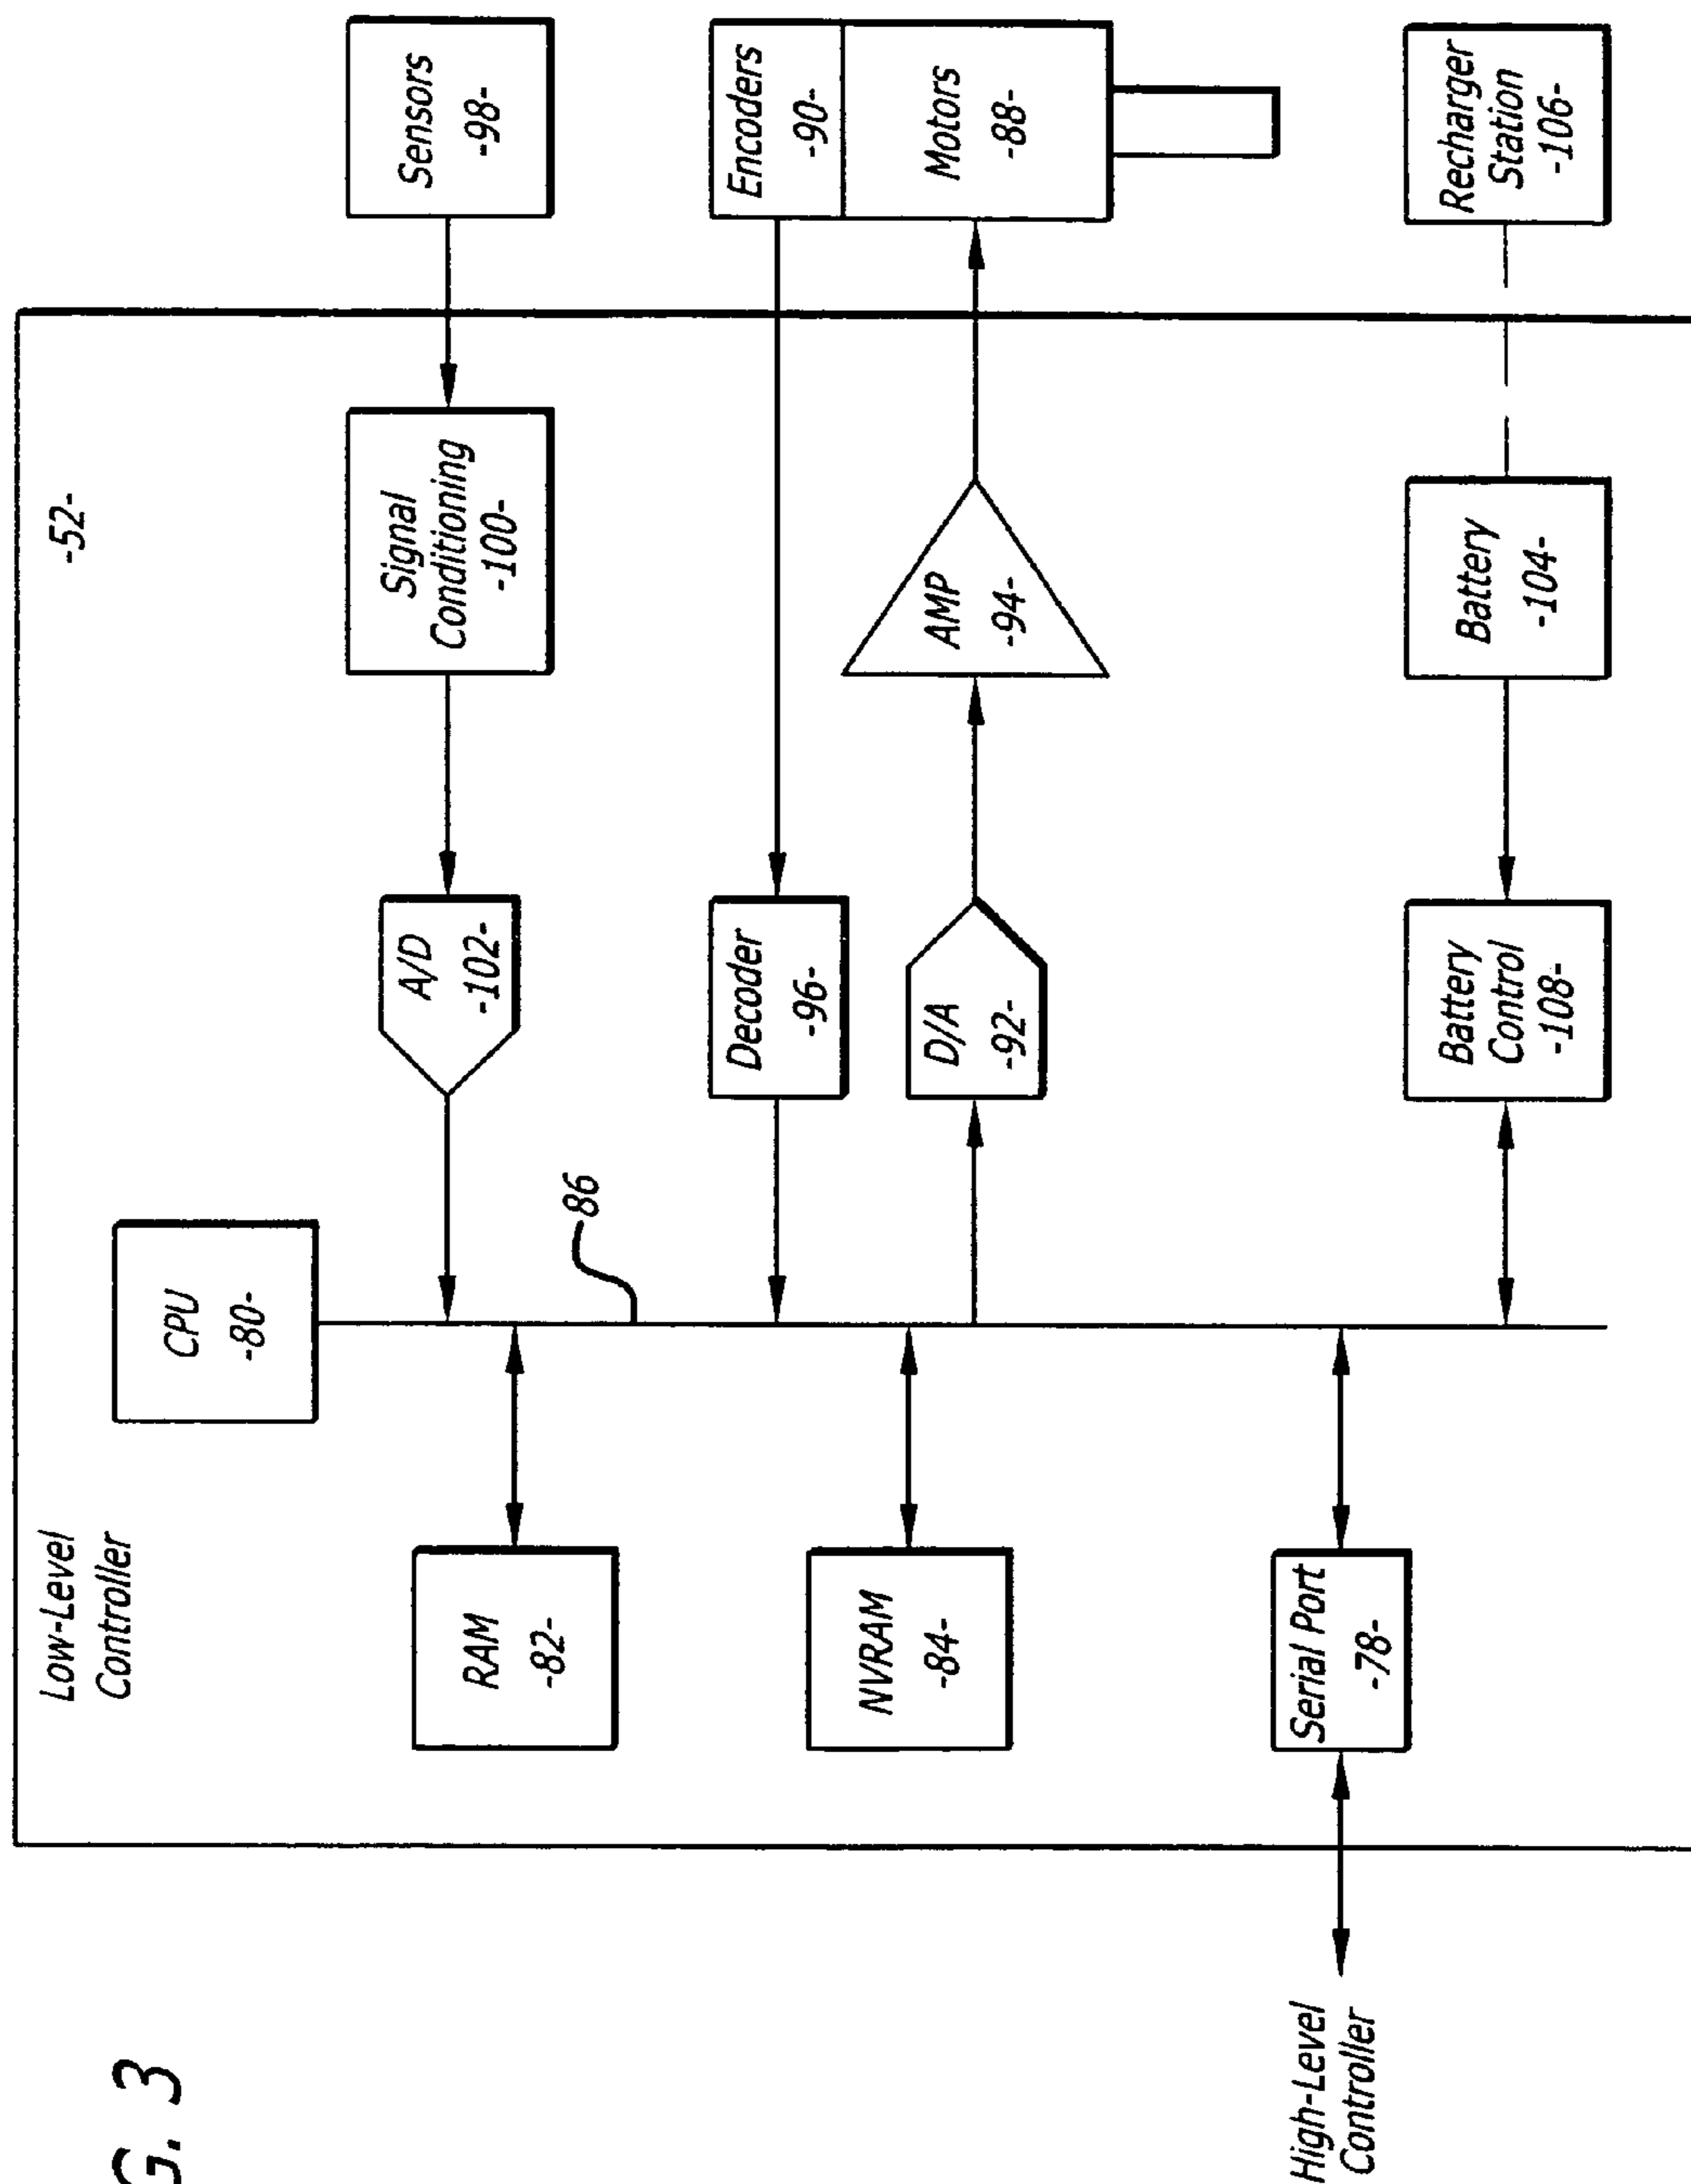 G. 3
Low-Level
Controller
-52-
CPU
-80-
RAM
-82-
A/D
-102-
Signal
Conditioning
-100-
Sensors
-98-
86
Decoder
-96-
Encoders
-90-
NVRAM
-84-
D/A
-92-
AMP
-94-
Motors
-88-
High-Level
Controller
Serial Port
-78-
Battery
Control
-108-
Battery
-104-
Recharger
Station
-106-